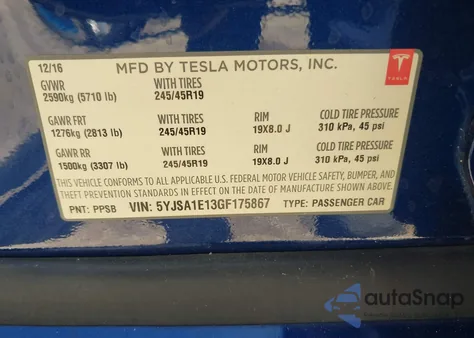 12/16 MFD BY TESLA MOTORS, INC.
GVWR WITH TIRES
2590kg (5710 lb) 245/45R19
TESLA
GAWR FRT WITH TIRES RIM COLD TIRE PRESSURE
1276kg (2813 lb) 245/45R19 19X8.0 J 310 kPa, 45 psi
GAWR RR WITH TIRES RIM COLD TIRE PRESSURE
1500kg (3307 lb) 245/45R19 19X8.0 J 310 kPa, 45 psi
THIS VEHICLE CONFORMS TO ALL APPLICABLE U.S. FEDERAL MOTOR VEHICLE SAFETY, BUMPER, AND
THEFT PREVENTION STANDARDS IN EFFECT ON THE DATE OF MANUFACTURE SHOWN ABOVE.
PNT: PPSB VIN: 5YJSA1E13GF175867 TYPE: PASSENGER CAR
autoSnap